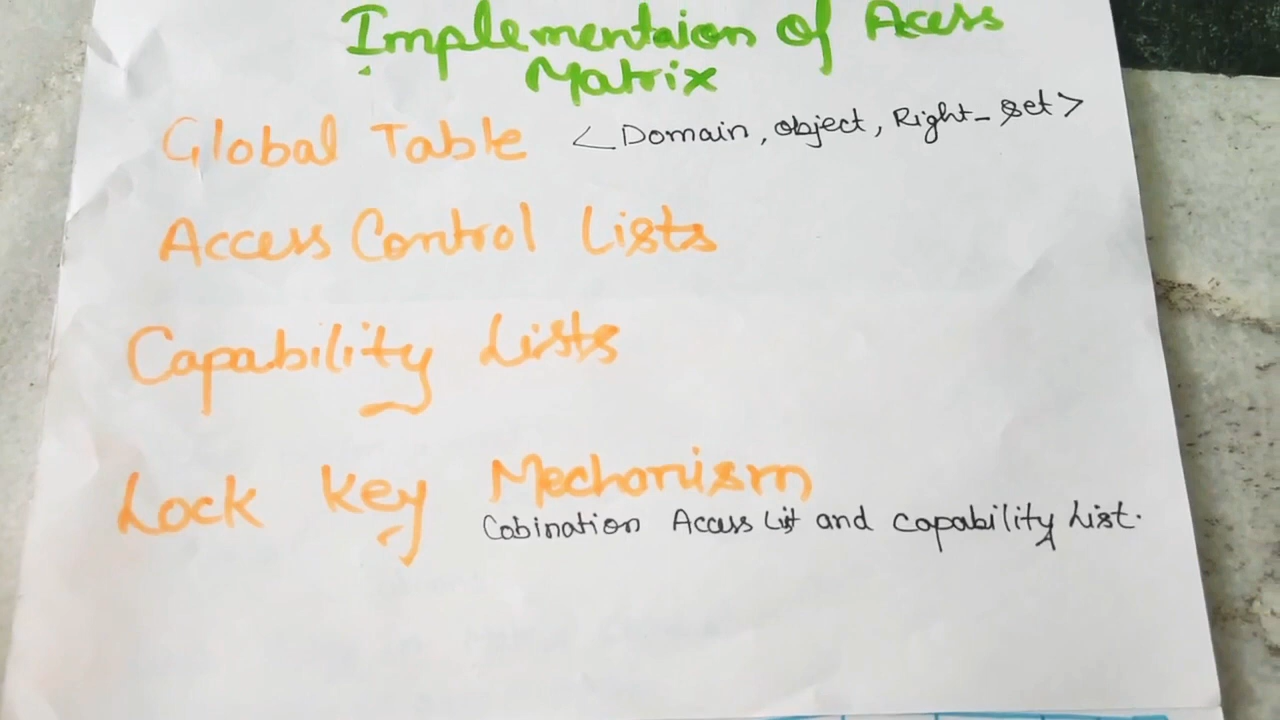 Implementaion of Acess
Matrix
Global Table <Domain, object, Right_set>
Access Control Lists
Capability Lists
Lock Key Mechanism
Cobination Access List and capability List.